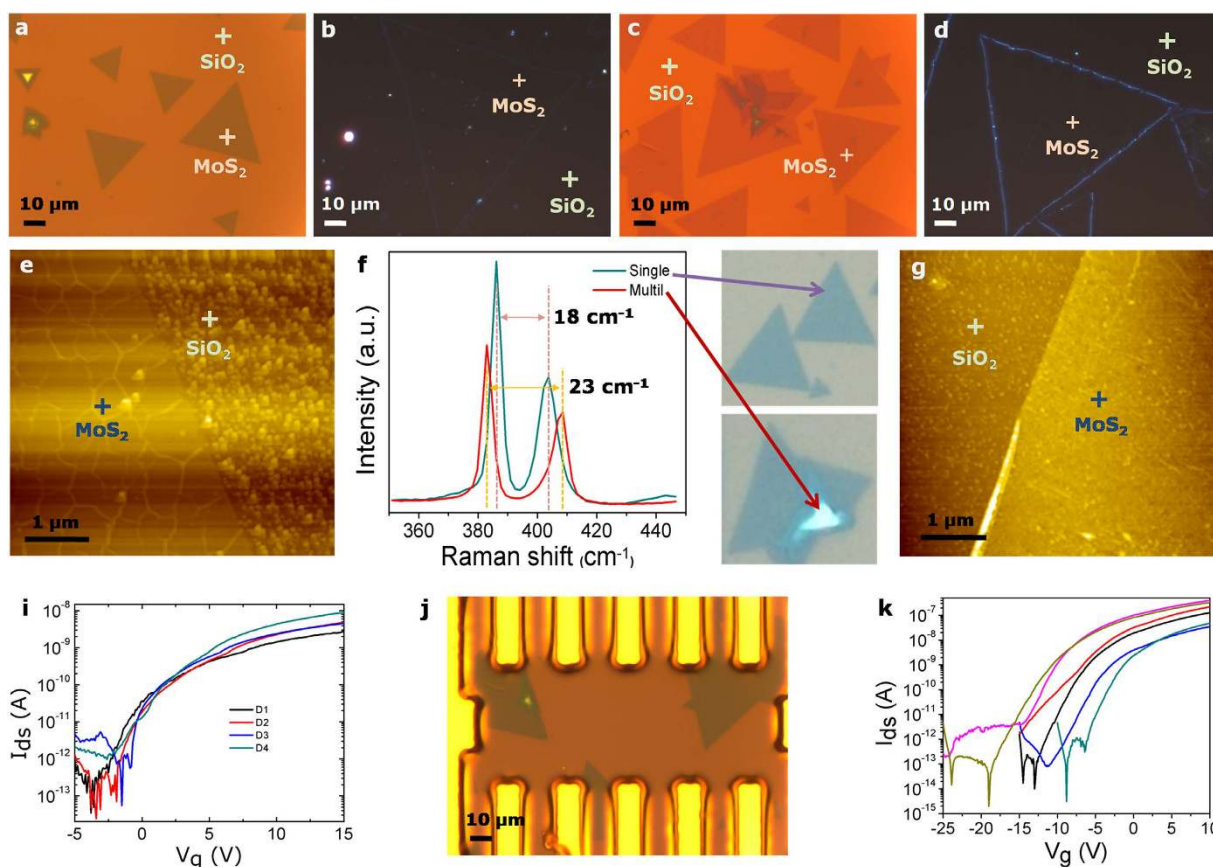 a
SiO₂
MoS₂
10 μm
b
MoS₂
SiO₂
10 μm
c
SiO₂
MoS₂
10 μm
d
SiO₂
MoS₂
10 μm
e
SiO₂
MoS₂
1 μm
f
Single
Multil
18 cm⁻¹
23 cm⁻¹
Intensity (a.u.)
360 380 400 420 440
Raman shift (cm⁻¹)
g
SiO₂
MoS₂
1 μm
i
10⁻⁸
10⁻⁹
10⁻¹⁰
10⁻¹¹
10⁻¹²
10⁻¹³
Ids (A)
D1
D2
D3
D4
-5 0 5 10 15
Vg (V)
j
10 μm
k
10⁻⁷
10⁻⁸
10⁻⁹
10⁻¹⁰
10⁻¹¹
10⁻¹²
10⁻¹³
10⁻¹⁴
10⁻¹⁵
Ids (A)
-25 -20 -15 -10 -5 0 5 10
Vg (V)